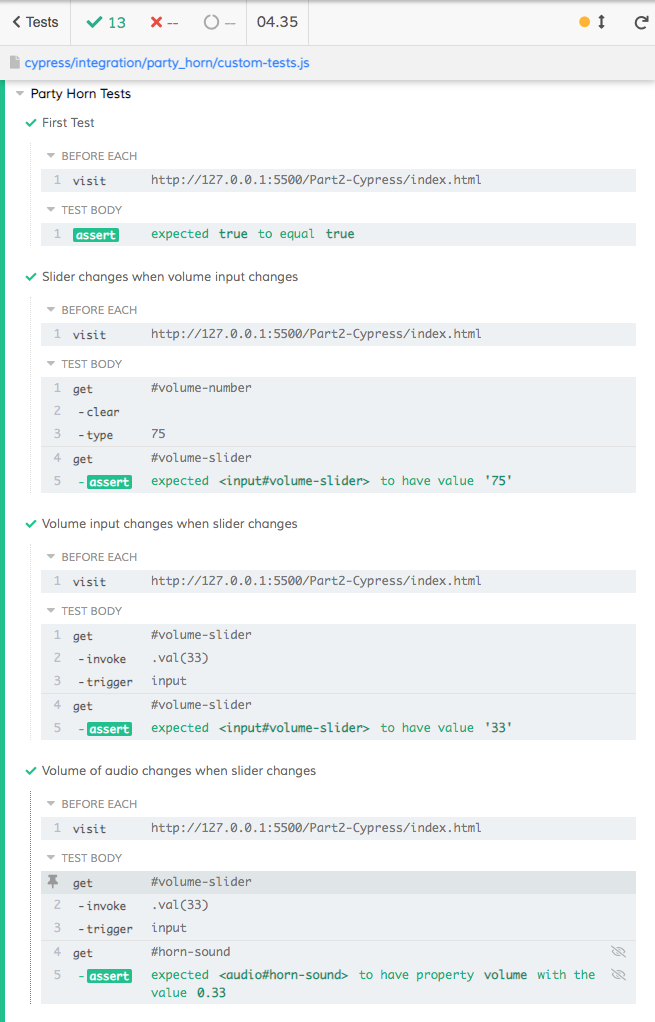 Tests 13 -- -- 04.35
cypress/integration/party_horn/custom-tests.js
Party Horn Tests
First Test
BEFORE EACH
1 visit http://127.0.0.1:5500/Part2-Cypress/index.html
TEST BODY
1 assert expected true to equal true
Slider changes when volume input changes
BEFORE EACH
1 visit http://127.0.0.1:5500/Part2-Cypress/index.html
TEST BODY
1 get #volume-number
2 -clear
3 -type 75
4 get #volume-slider
5 -assert expected <input#volume-slider> to have value '75'
Volume input changes when slider changes
BEFORE EACH
1 visit http://127.0.0.1:5500/Part2-Cypress/index.html
TEST BODY
1 get #volume-slider
2 -invoke .val(33)
3 -trigger input
4 get #volume-slider
5 -assert expected <input#volume-slider> to have value '33'
Volume of audio changes when slider changes
BEFORE EACH
1 visit http://127.0.0.1:5500/Part2-Cypress/index.html
TEST BODY
get #volume-slider
2 -invoke .val(33)
3 -trigger input
4 get #horn-sound
5 -assert expected <audio#horn-sound> to have property volume with the
value 0.33